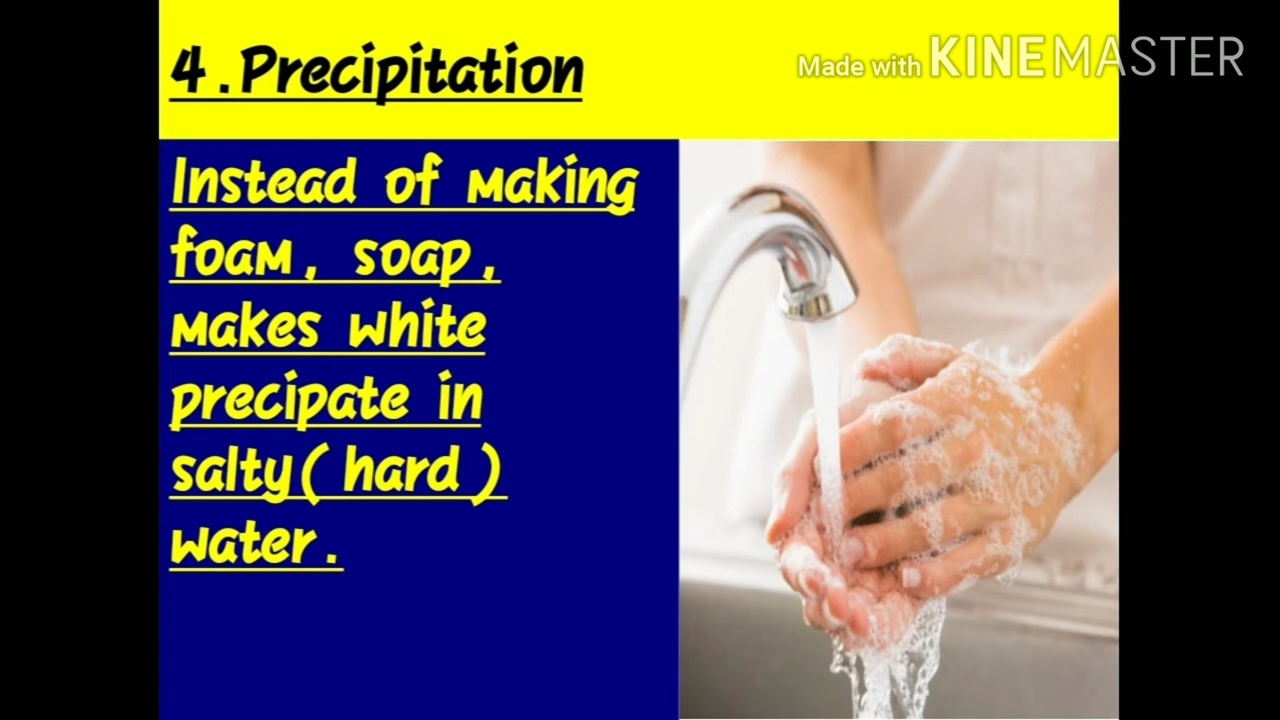 4.Precipitation
Made with KINEMASTER
Instead of making
foam, soap,
makes white
precipate in
salty( hard )
water.